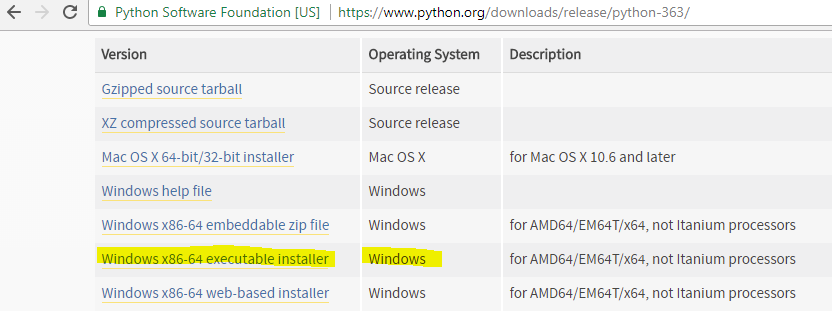 Python Software Foundation [US] https://www.python.org/downloads/release/python-363/
Version Operating System Description
Gzipped source tarball Source release
XZ compressed source tarball Source release
Mac OS X 64-bit/32-bit installer Mac OS X for Mac OS X 10.6 and later
Windows help file Windows
Windows x86-64 embeddable zip file Windows for AMD64/EM64T/x64, not Itanium processors
Windows x86-64 executable installer Windows for AMD64/EM64T/x64, not Itanium processors
Windows x86-64 web-based installer Windows for AMD64/EM64T/x64, not Itanium processors